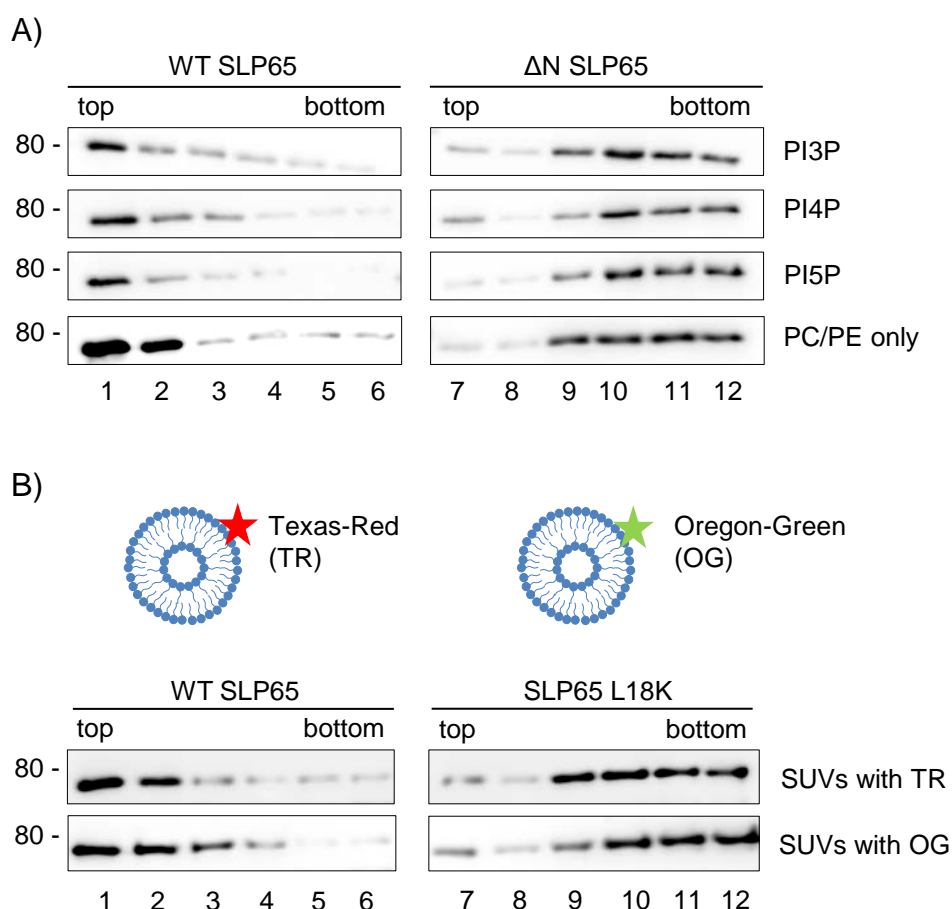 A)
WT SLP65 ΔN SLP65
top bottom top bottom
80 - PI3P
80 - PI4P
80 - PI5P
80 - PC/PE only
1 2 3 4 5 6 7 8 9 10 11 12
B)
Texas-Red
(TR)
Oregon-Green
(OG)
WT SLP65 SLP65 L18K
top bottom top bottom
80 - SUVs with TR
80 - SUVs with OG
1 2 3 4 5 6 7 8 9 10 11 12